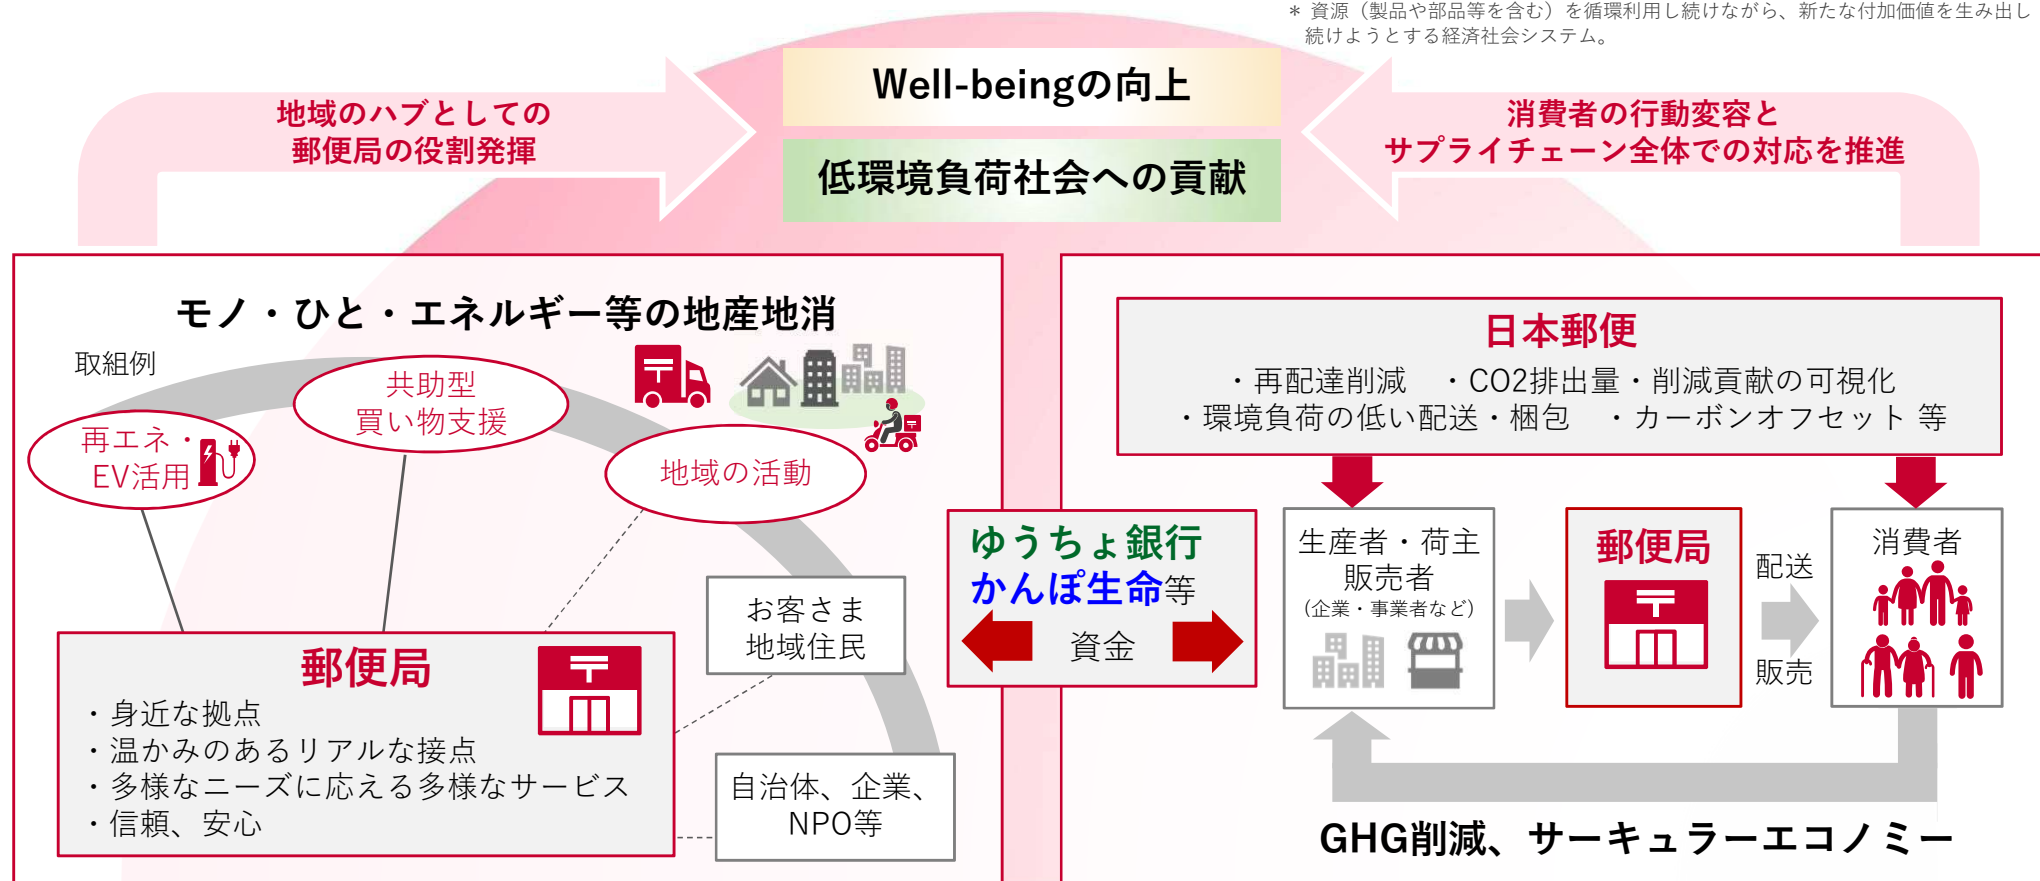 ＊ 資源（製品や部品等を含む）を循環利用し続けながら、新たな付加価値を生み出し
続けようとする経済社会システム。
Well-beingの向上
低環境負荷社会への貢献
地域のハブとしての
郵便局の役割発揮
消費者の行動変容と
サプライチェーン全体での対応を推進
モノ・ひと・エネルギー等の地産地消
取組例
再エネ・
EV活用
共助型
買い物支援
地域の活動
お客さま
地域住民
自治体、企業、
NPO等
郵便局
・身近な拠点
・温かみのあるリアルな接点
・多様なニーズに応える多様なサービス
・信頼、安心
ゆうちょ銀行
かんぽ生命等
資金
日本郵便
・再配達削減　・CO2排出量・削減貢献の可視化
・環境負荷の低い配送・梱包　・カーボンオフセット 等
生産者・荷主
販売者
（企業・事業者など）
郵便局
配送
販売
消費者
GHG削減、サーキュラーエコノミー